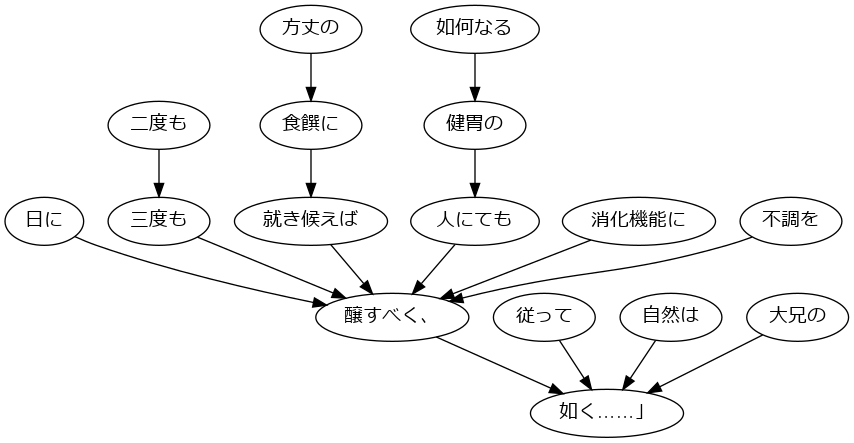 方丈の
如何なる
二度も
食饌に
健胃の
日に
三度も
就き候えば
人にても
消化機能に
不調を
醸すべく、
従って
自然は
大兄の
如く……」